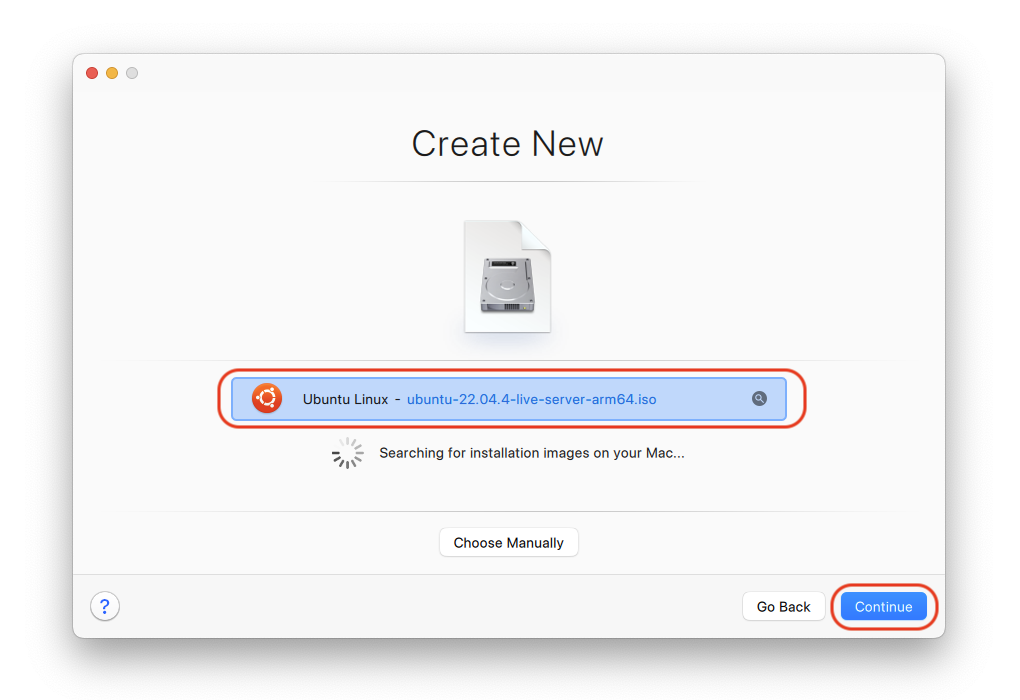 Create New
Ubuntu Linux - ubuntu-22.04.4-live-server-arm64.iso
Searching for installation images on your Mac...
Choose Manually
?
Go Back
Continue